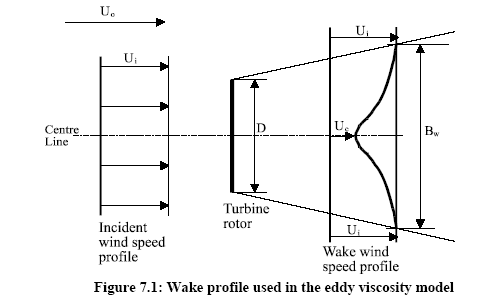 Uo
Ui
Ui
Centre
Line
D
Uc
Bw
Ui
Turbine
rotor
Incident
wind speed
profile
Wake wind
speed profile
Figure 7.1: Wake profile used in the eddy viscosity model